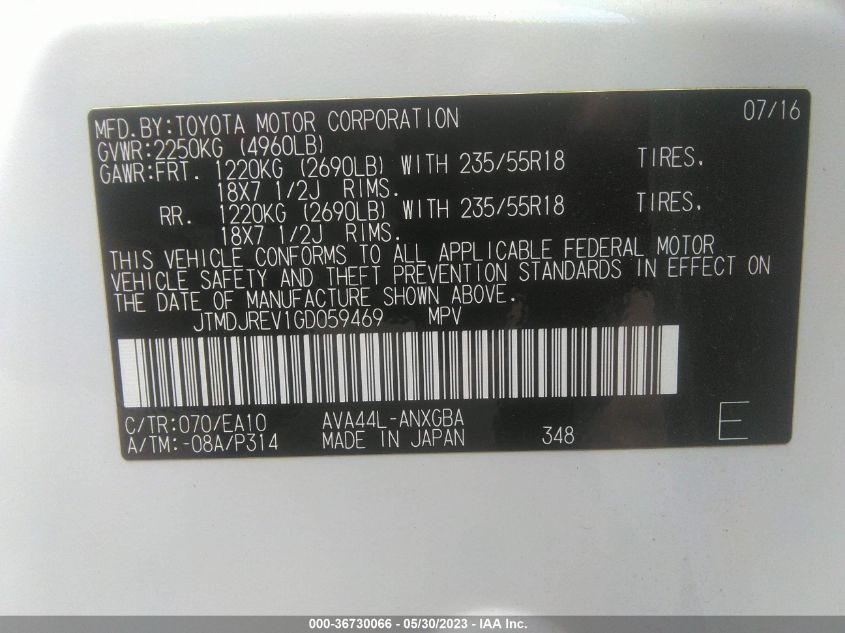 07/16
MFD.BY:TOYOTA MOTOR CORPORATION
GVWR:2250KG (4960LB)
GAWR:FRT. 1220KG (2690LB) WITH 235/55R18 TIRES.
18X7 1/2J RIMS.
RR. 1220KG (2690LB) WITH 235/55R18 TIRES.
18X7 1/2J RIMS.
THIS VEHICLE CONFORMS TO ALL APPLICABLE FEDERAL MOTOR
VEHICLE SAFETY AND THEFT PREVENTION STANDARDS IN EFFECT ON
THE DATE OF MANUFACTURE SHOWN ABOVE.
JTMDJREV1GD059469 MPV
C/TR:070/EA10 AVA44L-ANXGBA
A/TM:-08A/P314 MADE IN JAPAN 348 E
000-36730066 - 05/30/2023 - IAA Inc.